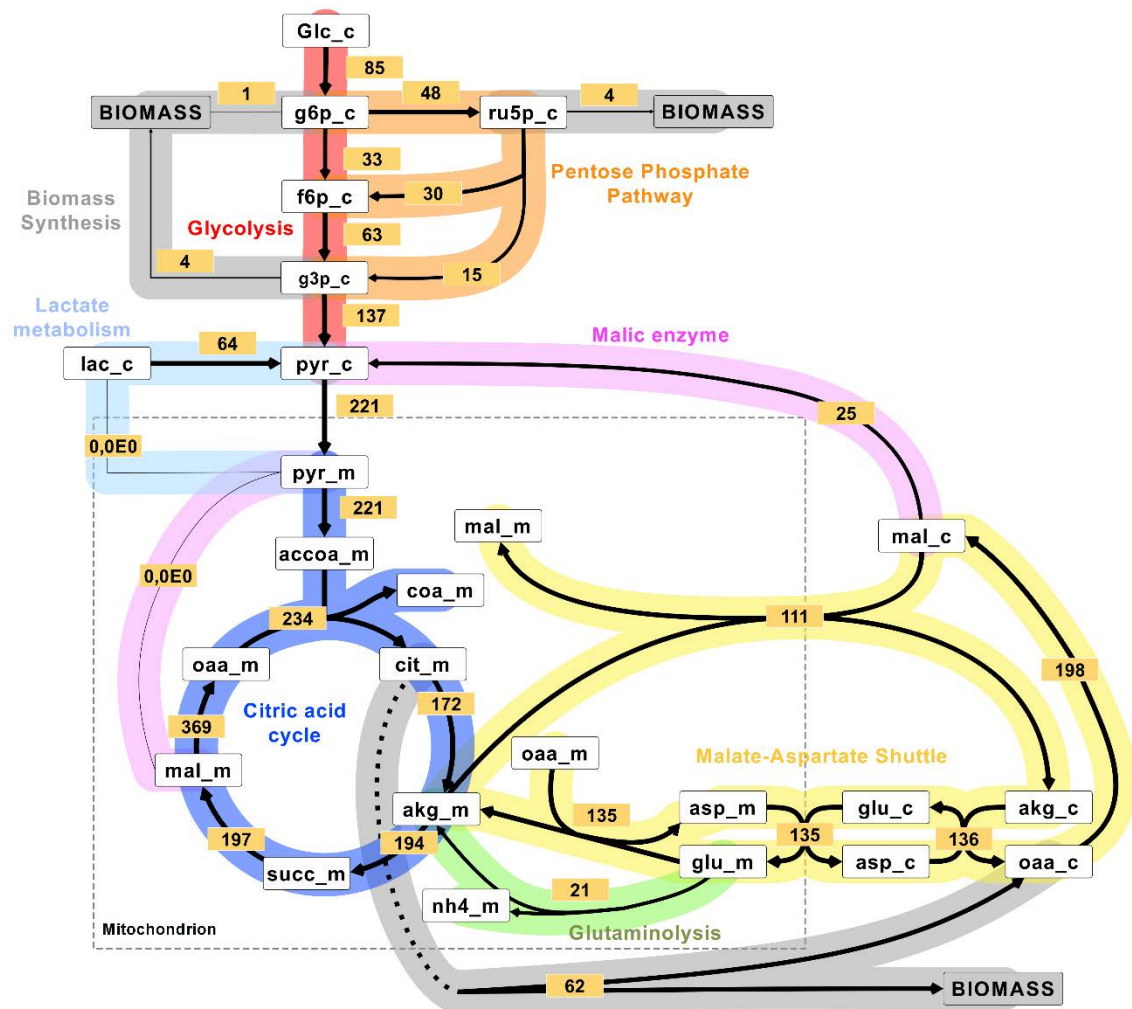 Glc_c
85
1
48
4
BIOMASS
g6p_c
ru5p_c
BIOMASS
33
Pentose Phosphate
Pathway
f6p_c
30
Biomass
Synthesis
Glycolysis
63
4
g3p_c
15
Lactate
metabolism
137
Malic enzyme
64
lac_c
pyr_c
221
25
0,0E0
pyr_m
221
mal_m
mal_c
accoa_m
0,0E0
coa_m
234
111
oaa_m
cit_m
198
172
Citric acid
cycle
369
oaa_m
Malate-Aspartate Shuttle
mal_m
akg_m
135
asp_m
glu_c
akg_c
197
194
135
136
succ_m
glu_m
asp_c
oaa_c
21
nh4_m
Mitochondrion
Glutaminolysis
62
BIOMASS